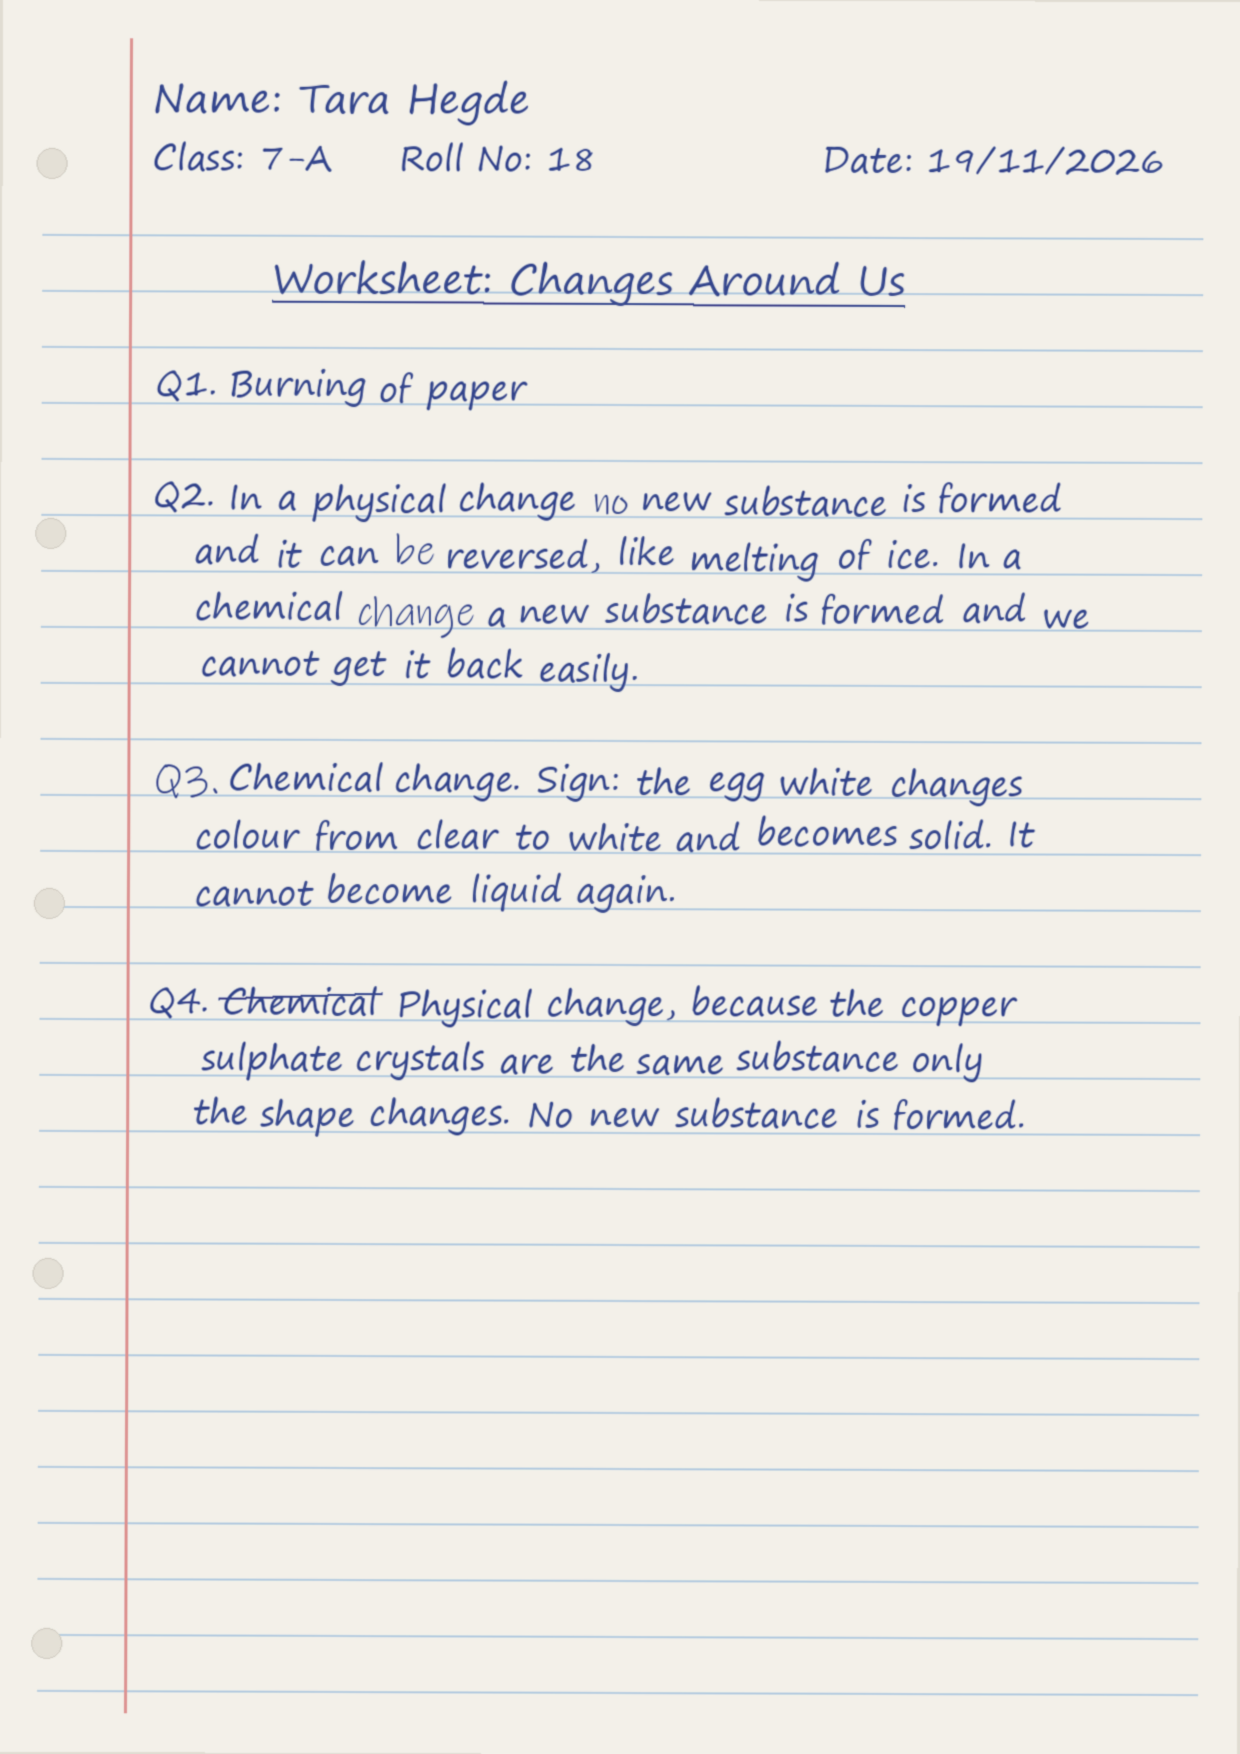 Name: Tara Hegde
Class: 7-A Roll No: 18 Date: 19/11/2026
Worksheet: Changes Around Us
Q1. Burning of paper
Q2. In a physical change no new substance is formed
and it can be reversed, like melting of ice. In a
chemical change a new substance is formed and we
cannot get it back easily.
Q3. Chemical change. Sign: the egg white changes
colour from clear to white and becomes solid. It
cannot become liquid again.
Q4. Chemical Physical change, because the copper
sulphate crystals are the same substance only
the shape changes. No new substance is formed.